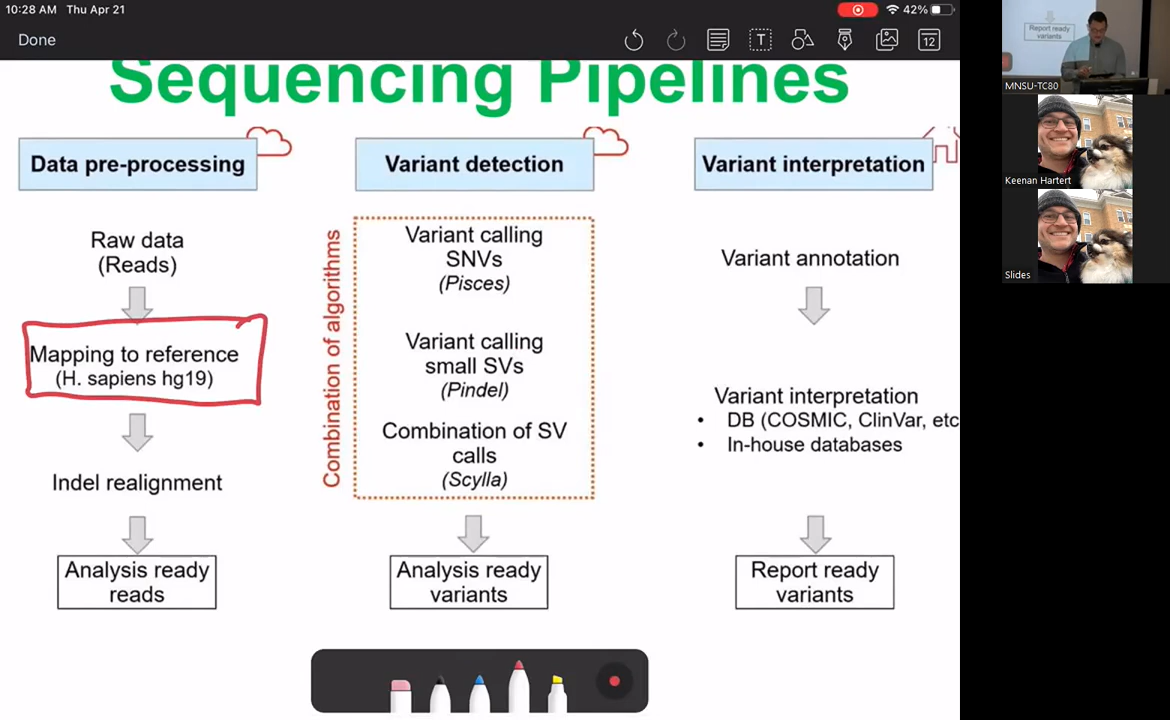 10:28 AM Thu Apr 21
42%
Done
12
Sequencing Pipelines
Data pre-processing
Raw data
(Reads)
Mapping to reference
(H. sapiens hg19)
Indel realignment
Analysis ready
reads
Variant detection
Combination of algorithms
Variant calling
SNVs
(Pisces)
Variant calling
small SVs
(Pindel)
Combination of SV
calls
(Scylla)
Analysis ready
variants
Variant interpretation
Variant annotation
Variant interpretation
• DB (COSMIC, ClinVar, etc
• In-house databases
Report ready
variants
Report ready
variants
MNSU-TC80
Keenan Hartert
Slides